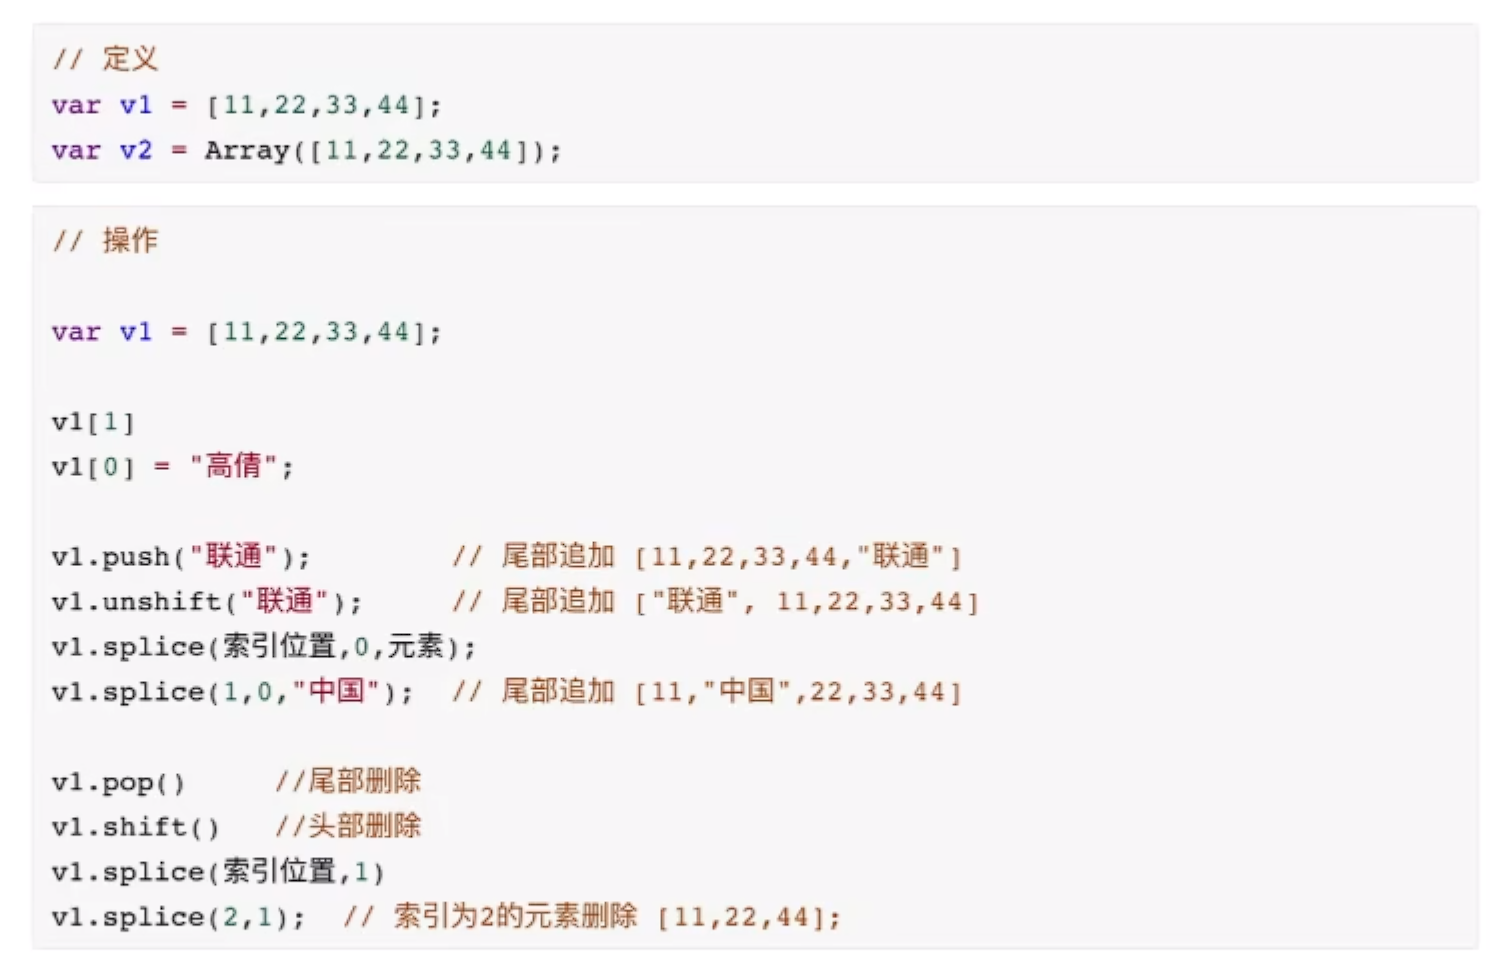 // 定义
var v1 = [11,22,33,44];
var v2 = Array([11,22,33,44]);
// 操作
var v1 = [11,22,33,44];
v1[1]
v1[0] = "高倩";
v1.push("联通");        // 尾部追加 [11,22,33,44,"联通"]
v1.unshift("联通");     // 尾部追加 ["联通", 11,22,33,44]
v1.splice(索引位置,0,元素);
v1.splice(1,0,"中国");  // 尾部追加 [11,"中国",22,33,44]
v1.pop()     //尾部删除
v1.shift()   //头部删除
v1.splice(索引位置,1)
v1.splice(2,1);  // 索引为2的元素删除 [11,22,44];